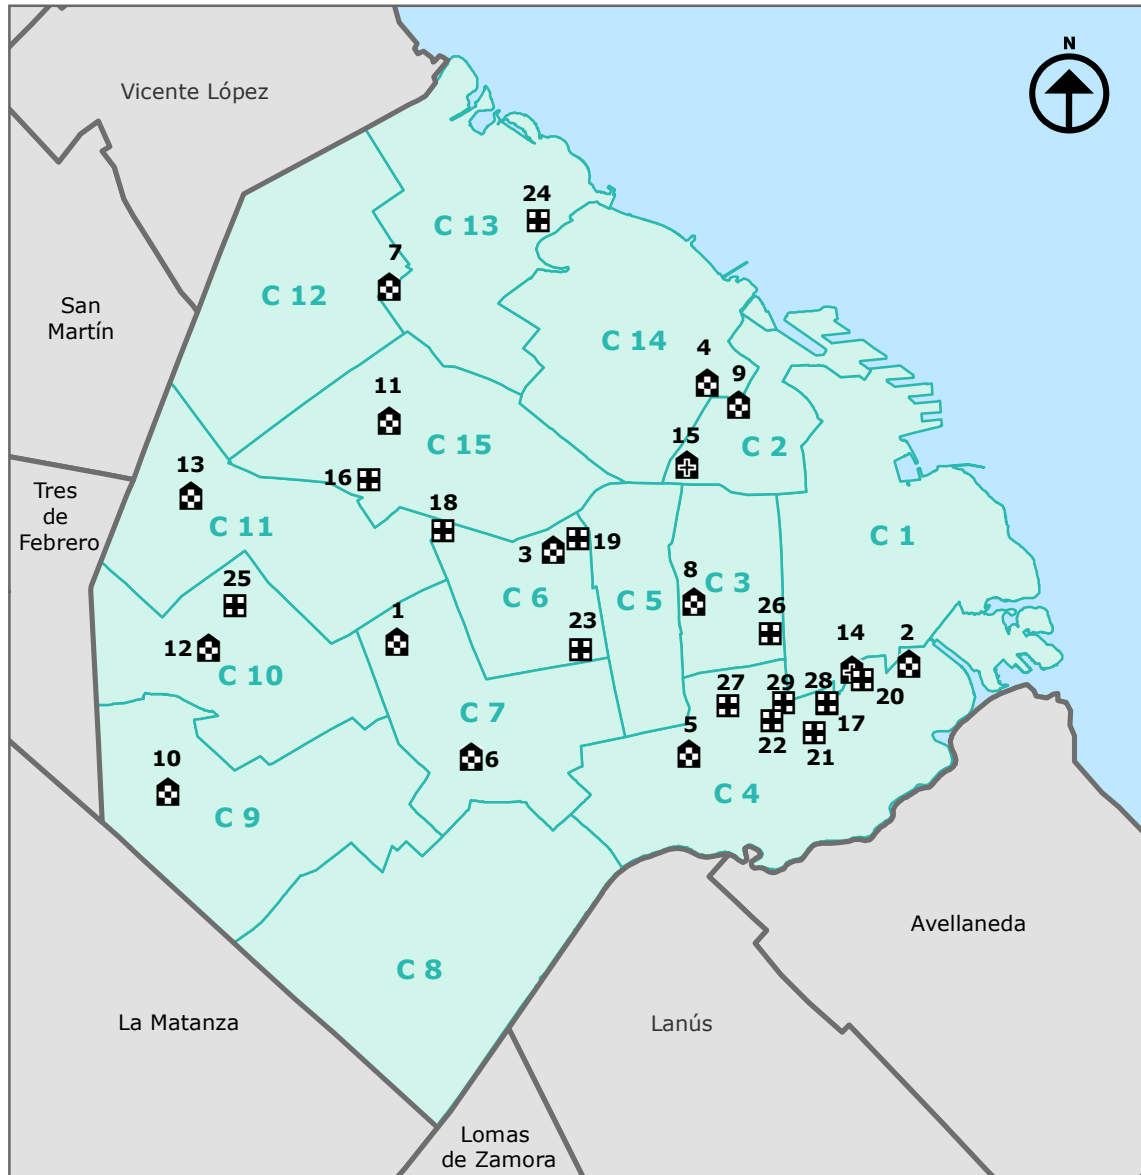 N
Vicente López
24
C 13
7
C 12
San
Martín
C 14
4
9
11
15
C 2
C 15
13
16
Tres
de
Febrero
18
C 11
C 1
19
3
25
8
C 3
C 6
C 5
26
1
23
14
2
12
C 10
20
27
29
28
C 7
17
5
22
21
6
10
C 4
C 9
Avellaneda
C 8
La Matanza
Lanús
Lomas
de Zamora